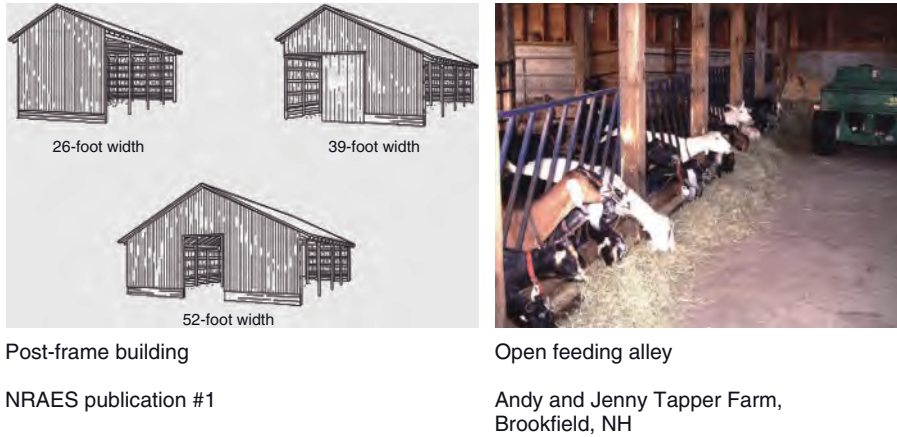 26-foot width
39-foot width
52-foot width
Post-frame building
NRAES publication #1
Open feeding alley
Andy and Jenny Tapper Farm,
Brookfield, NH